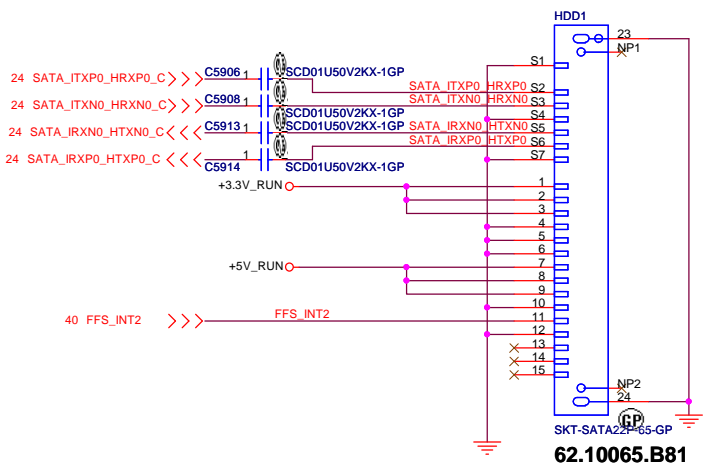 HDD1
23
NP1
S1
24 SATA_ITXP0_HRXP0_C C5906 1 SCD01U50V2KX-1GP SATA_ITXP0_HRXP0 S2
24 SATA_ITXN0_HRXN0_C C5908 1 SCD01U50V2KX-1GP SATA_ITXN0_HRXN0 S3
S4
24 SATA_IRXN0_HTXN0_C C5913 1 SCD01U50V2KX-1GP SATA_IRXN0_HTXN0 S5
SATA_IRXP0_HTXP0 S6
24 SATA_IRXP0_HTXP0_C C5914 1 SCD01U50V2KX-1GP S7
+3.3V_RUN 1
2
3
4
5
6
+5V_RUN 7
8
9
10
40 FFS_INT2 FFS_INT2 11
12
13
14
15
NP2
24
GP
SKT-SATA22P-65-GP
62.10065.B81